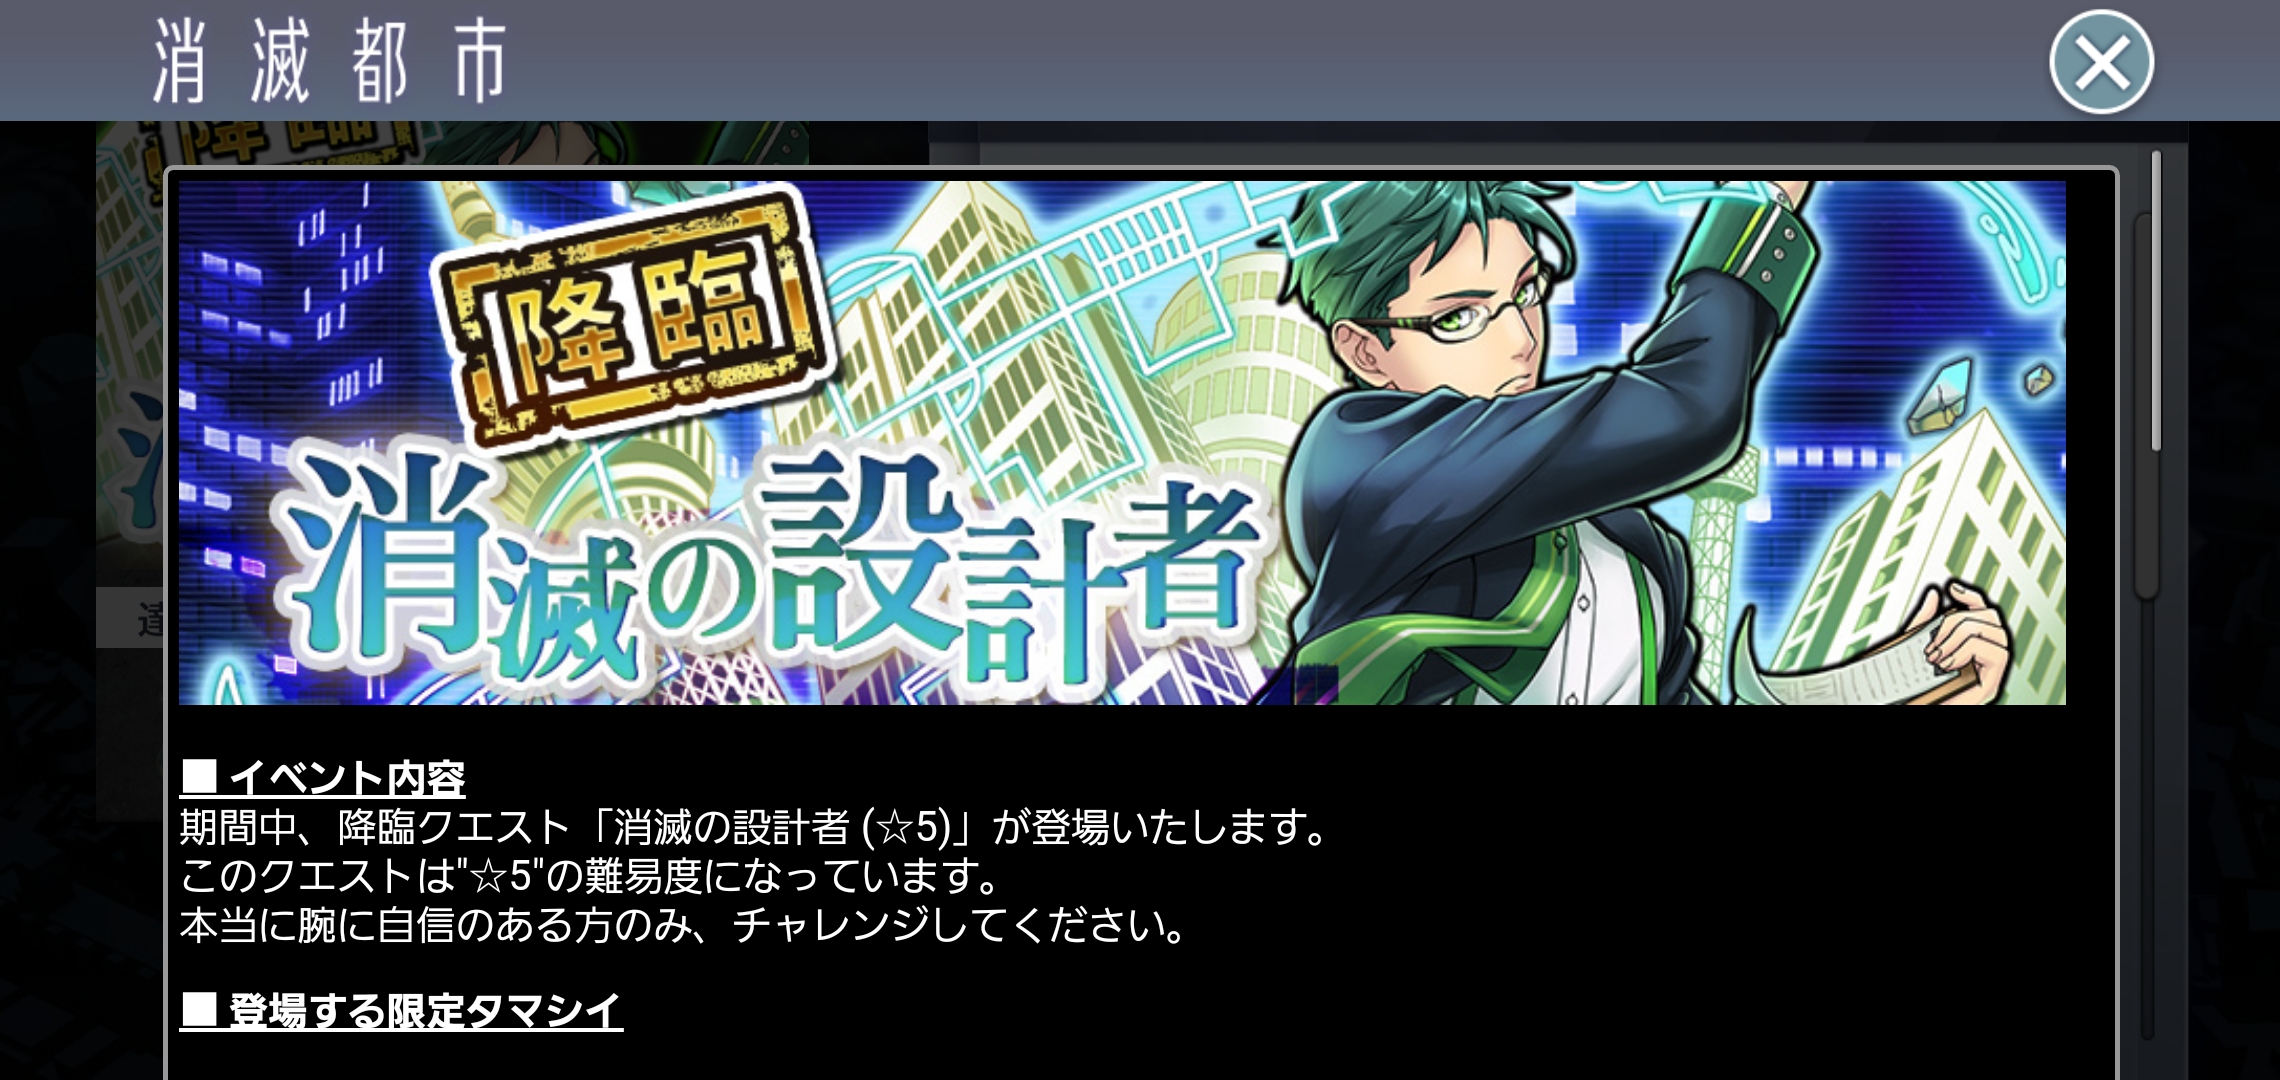 消滅都市
降臨
消滅の設計者
■ イベント内容
期間中、降臨クエスト「消滅の設計者 (☆5)」が登場いたします。
このクエストは"☆5"の難易度になっています。
本当に腕に自信のある方のみ、チャレンジしてください。
■ 登場する限定タマシイ